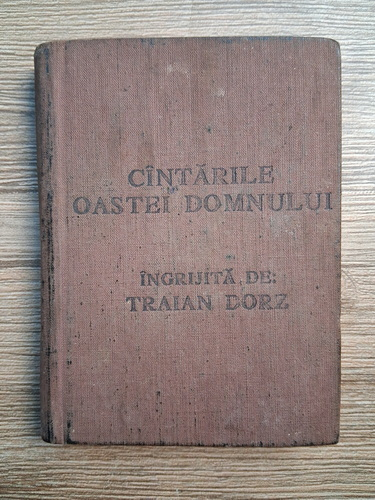 CÎNTĂRILE
OASTEI DOMNULUI
ÎNGRIJITĂ DE:
TRAIAN DORZ